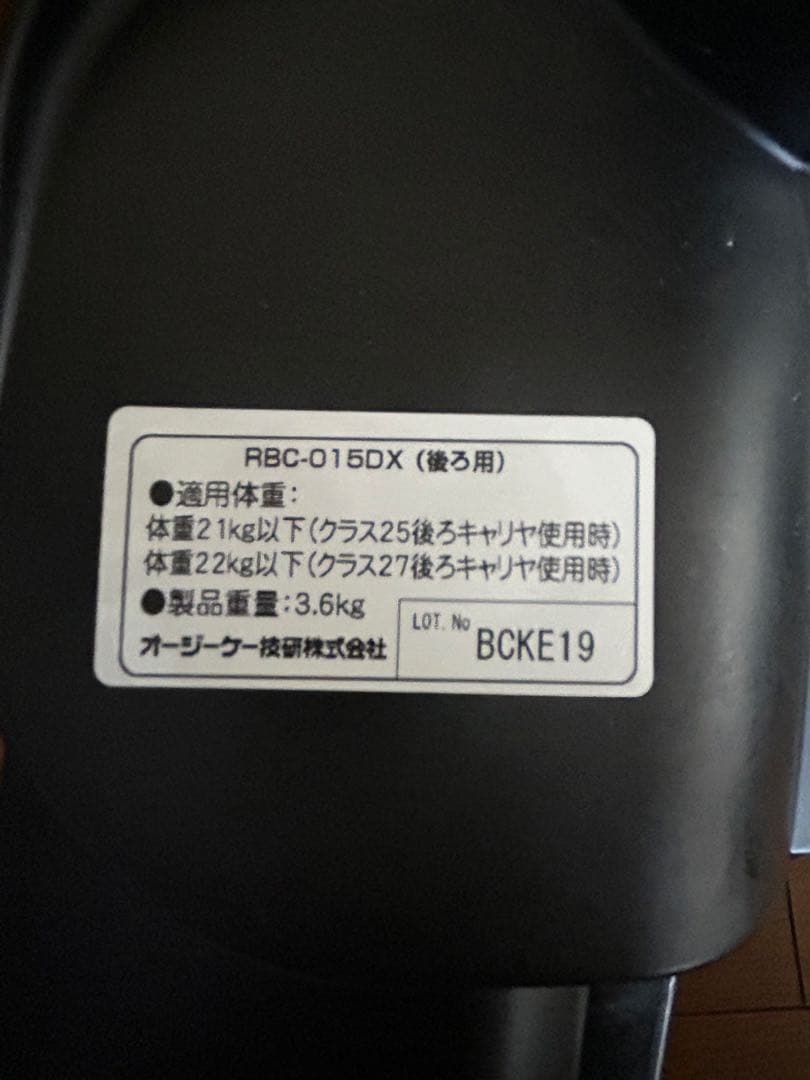 RBC-015DX（後ろ用）
●適用体重：
体重21kg以下（クラス25後ろキャリヤ使用時）
体重22kg以下（クラス27後ろキャリヤ使用時）
●製品重量：3.6kg
オージーケー技研株式会社
LOT. No BCKE19